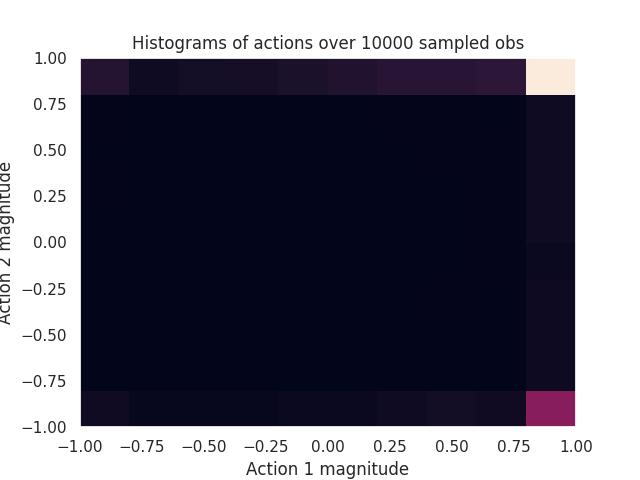 Histograms of actions over 10000 sampled obs
1.00
0.75
0.50
0.25
0.00
−0.25
−0.50
−0.75
−1.00
Action 2 magnitude
−1.00 −0.75 −0.50 −0.25 0.00 0.25 0.50 0.75 1.00
Action 1 magnitude